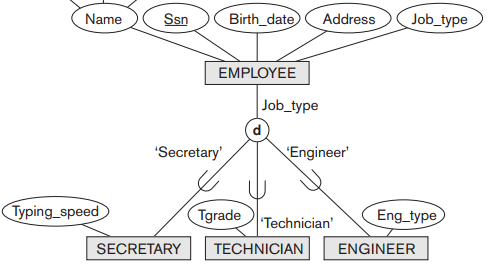 Name
Ssn
Birth_date
Address
Job_type
EMPLOYEE
Job_type
d
‘Secretary’
‘Engineer’
Typing_speed
Tgrade
‘Technician’
Eng_type
SECRETARY
TECHNICIAN
ENGINEER